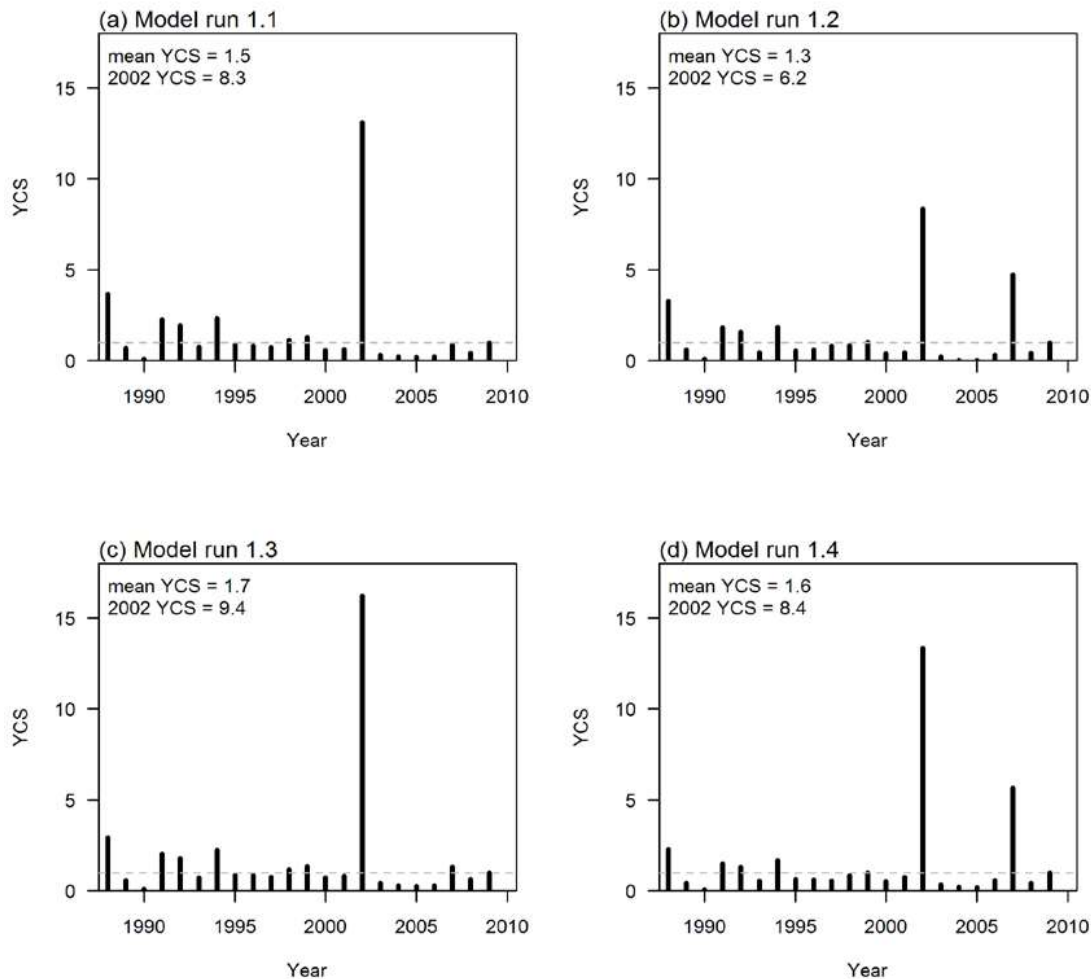 (a) Model run 1.1
mean YCS = 1.5
2002 YCS = 8.3
YCS
15
10
5
0
1990 1995 2000 2005 2010
Year
(b) Model run 1.2
mean YCS = 1.3
2002 YCS = 6.2
YCS
15
10
5
0
1990 1995 2000 2005 2010
Year
(c) Model run 1.3
mean YCS = 1.7
2002 YCS = 9.4
YCS
15
10
5
0
1990 1995 2000 2005 2010
Year
(d) Model run 1.4
mean YCS = 1.6
2002 YCS = 8.4
YCS
15
10
5
0
1990 1995 2000 2005 2010
Year